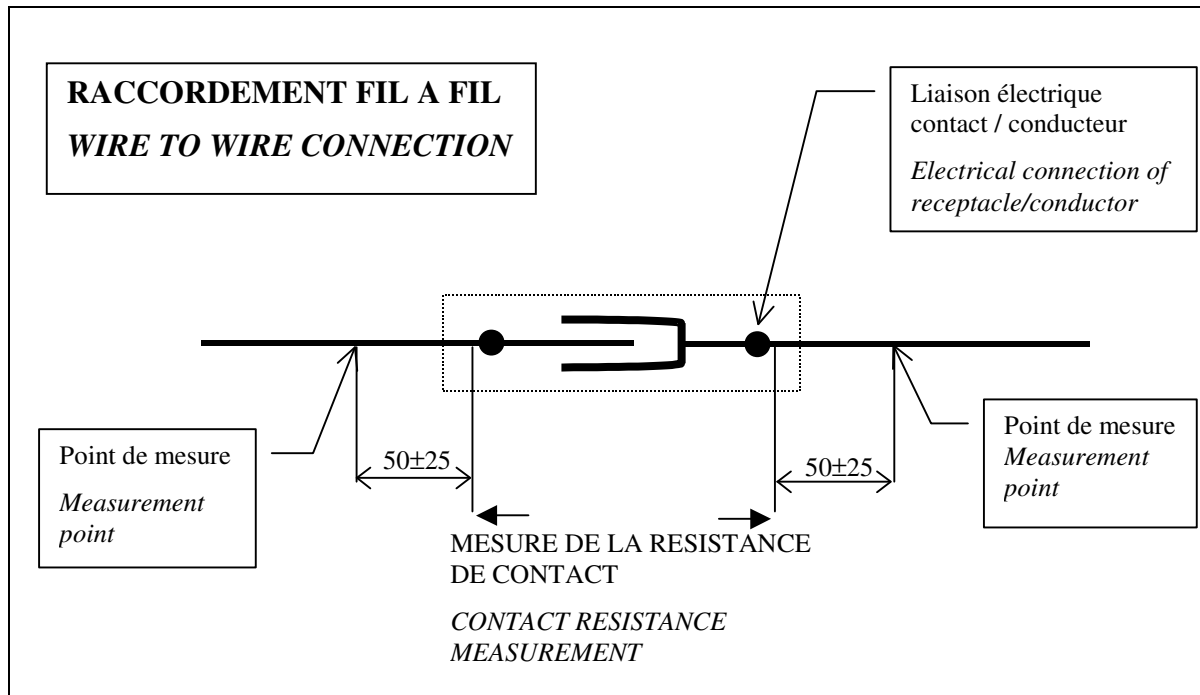 RACCORDEMENT FIL A FIL
WIRE TO WIRE CONNECTION
Liaison électrique
contact / conducteur
Electrical connection of
receptacle/conductor
Point de mesure
Measurement
point
50±25
50±25
Point de mesure
Measurement
point
MESURE DE LA RESISTANCE
DE CONTACT
CONTACT RESISTANCE
MEASUREMENT